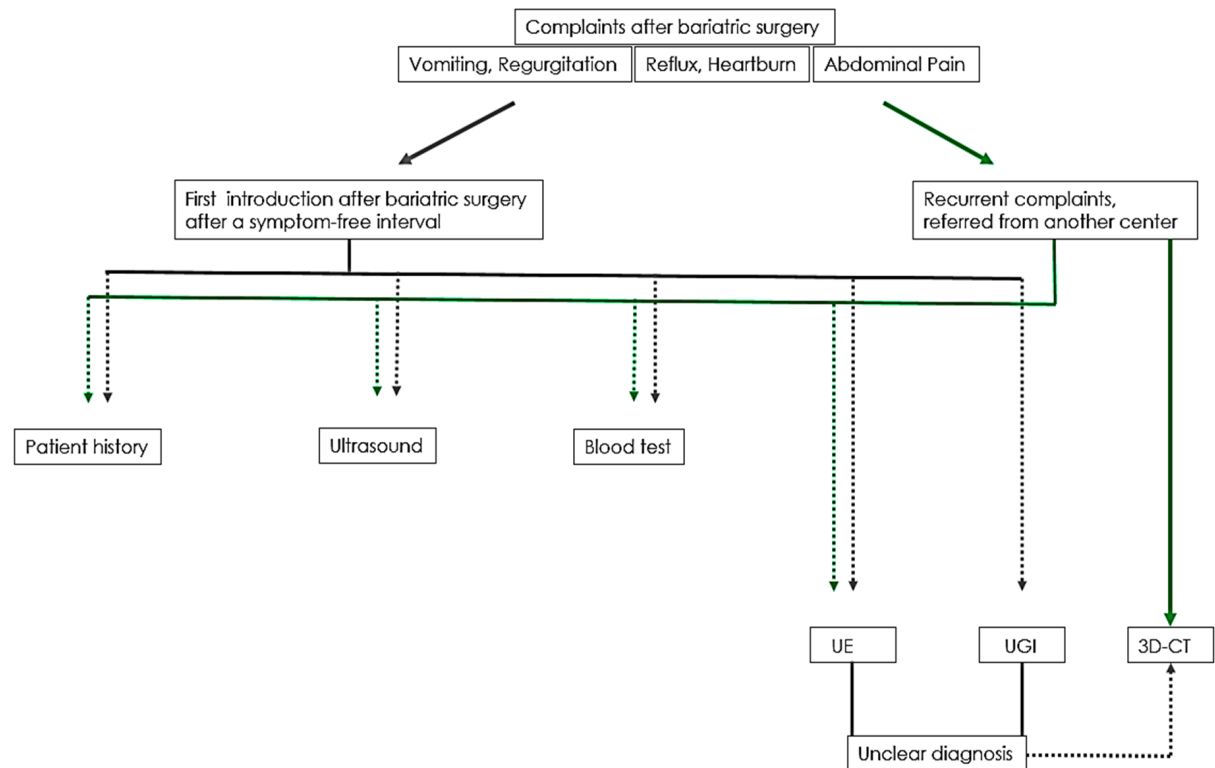 Complaints after bariatric surgery
Vomiting, Regurgitation
Reflux, Heartburn
Abdominal Pain
First introduction after bariatric surgery
after a symptom-free interval
Recurrent complaints,
referred from another center
Patient history
Ultrasound
Blood test
UE
UGI
3D-CT
Unclear diagnosis